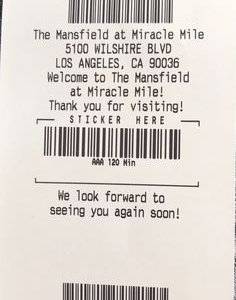 The Mansfield at Miracle Mile
5100 WILSHIRE BLVD
LOS ANGELES, CA 90036
Welcome to The Mansfield
at Miracle Mile!
Thank you for visiting!
STICKER HERE
AAA 120 Min
We look forward to
seeing you again soon!